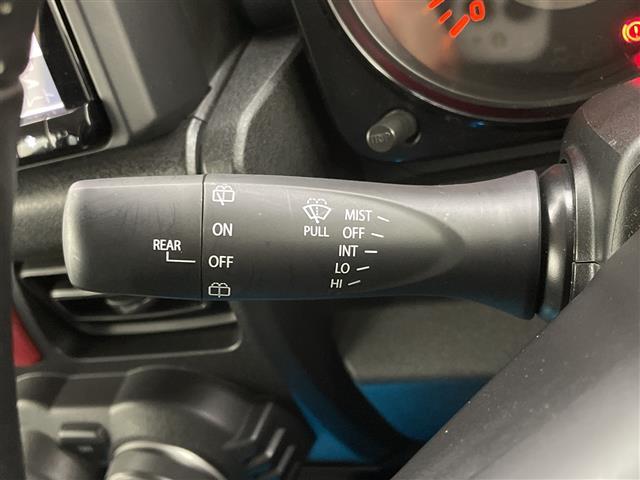 MIST
OFF
PULL
INT
LO
HI
ON
REAR
OFF